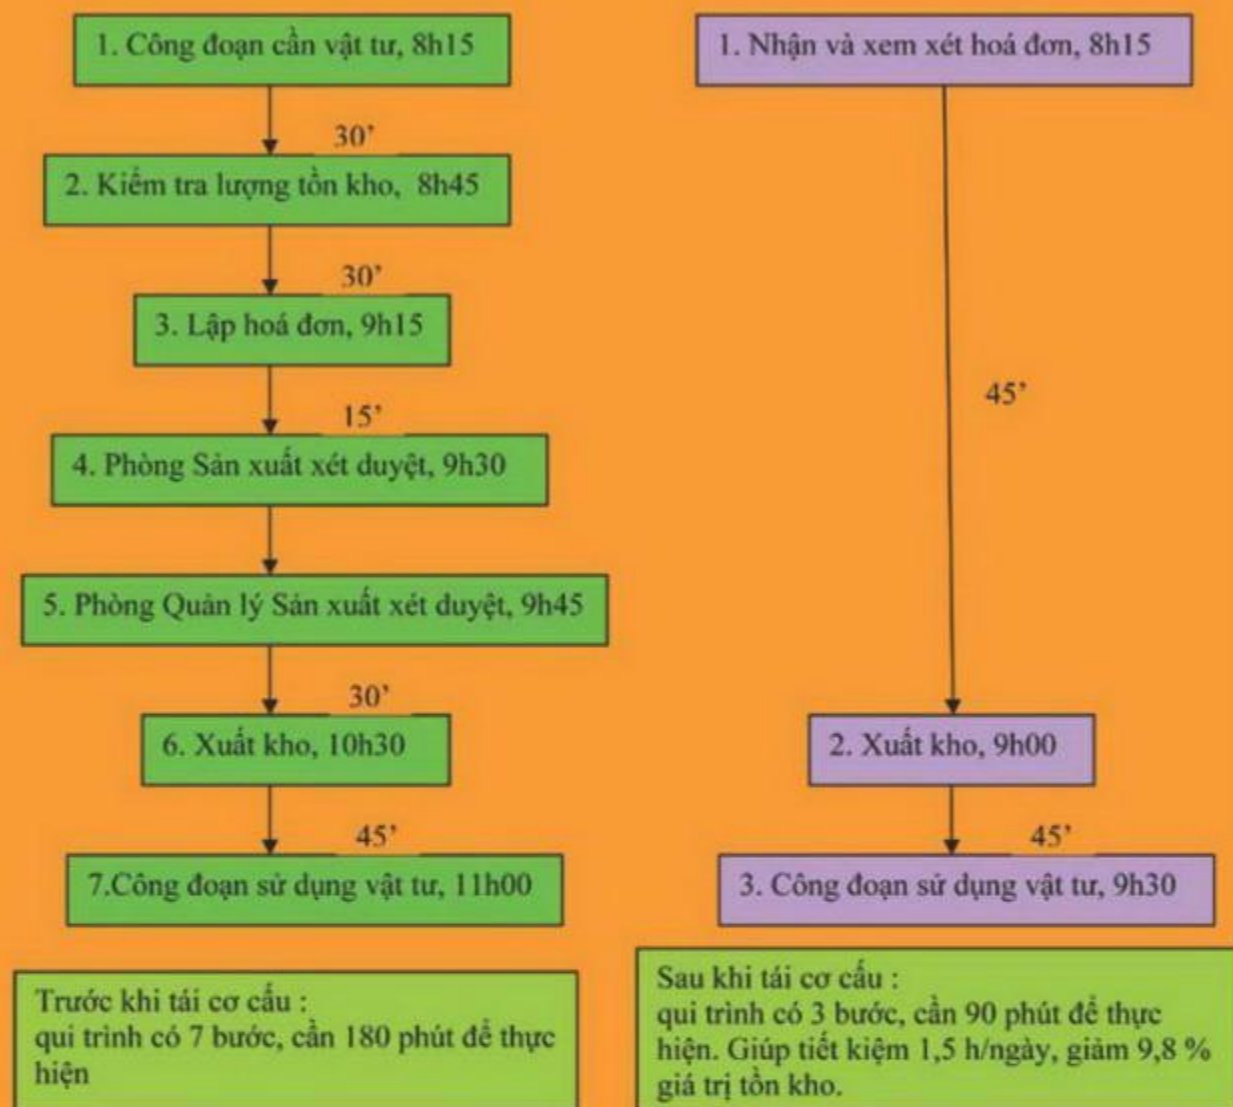 1. Công đoạn cần vật tư, 8h15
30’
2. Kiểm tra lượng tồn kho, 8h45
30’
3. Lập hoá đơn, 9h15
15’
4. Phòng Sản xuất xét duyệt, 9h30
5. Phòng Quản lý Sản xuất xét duyệt, 9h45
30’
6. Xuất kho, 10h30
45’
7.Công đoạn sử dụng vật tư, 11h00
Trước khi tái cơ cấu :
qui trình có 7 bước, cần 180 phút để thực
hiện
1. Nhận và xem xét hoá đơn, 8h15
45’
2. Xuất kho, 9h00
45’
3. Công đoạn sử dụng vật tư, 9h30
Sau khi tái cơ cấu :
qui trình có 3 bước, cần 90 phút để thực
hiện. Giúp tiết kiệm 1,5 h/ngày, giảm 9,8 %
giá trị tồn kho.